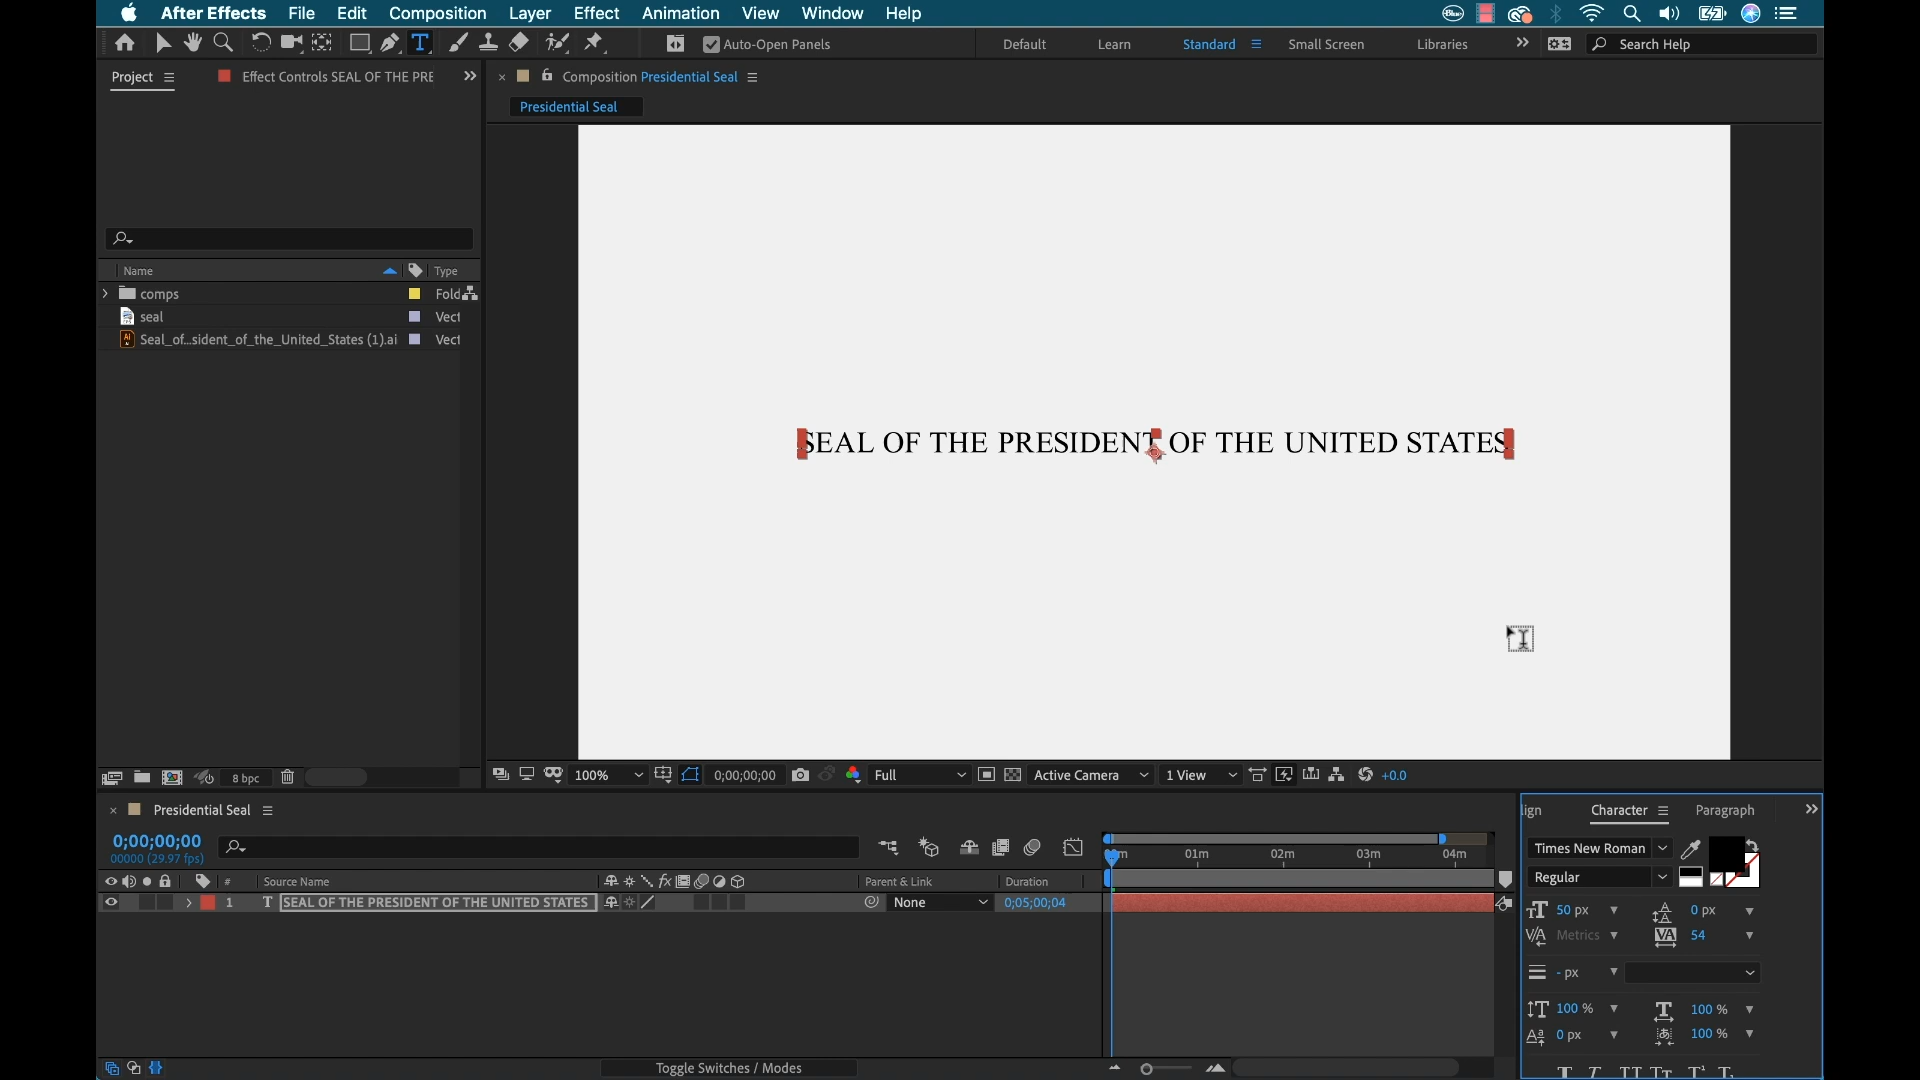 After Effects File Edit Composition Layer Effect Animation View Window Help
Auto-Open Panels Default Learn Standard Small Screen Libraries Search Help
Project Effect Controls SEAL OF THE PRE Composition Presidential Seal
Presidential Seal
Name Type
comps Fold
seal Vect
Seal_of...sident_of_the_United_States (1).ai Vect
SEAL OF THE PRESIDENT OF THE UNITED STATES
8 bpc 100% 0;00;00;00 Full Active Camera 1 View +0.0
Presidential Seal
lign Character Paragraph
0;00;00;00
00000 (29.97 fps)
01m 02m 03m 04m
Times New Roman
Regular
# Source Name Parent & Link Duration
1 T SEAL OF THE PRESIDENT OF THE UNITED STATES None 0;05;00;04
50 px 0 px
Metrics 54
- px
100 % 100 %
0 px 100 %
Toggle Switches / Modes